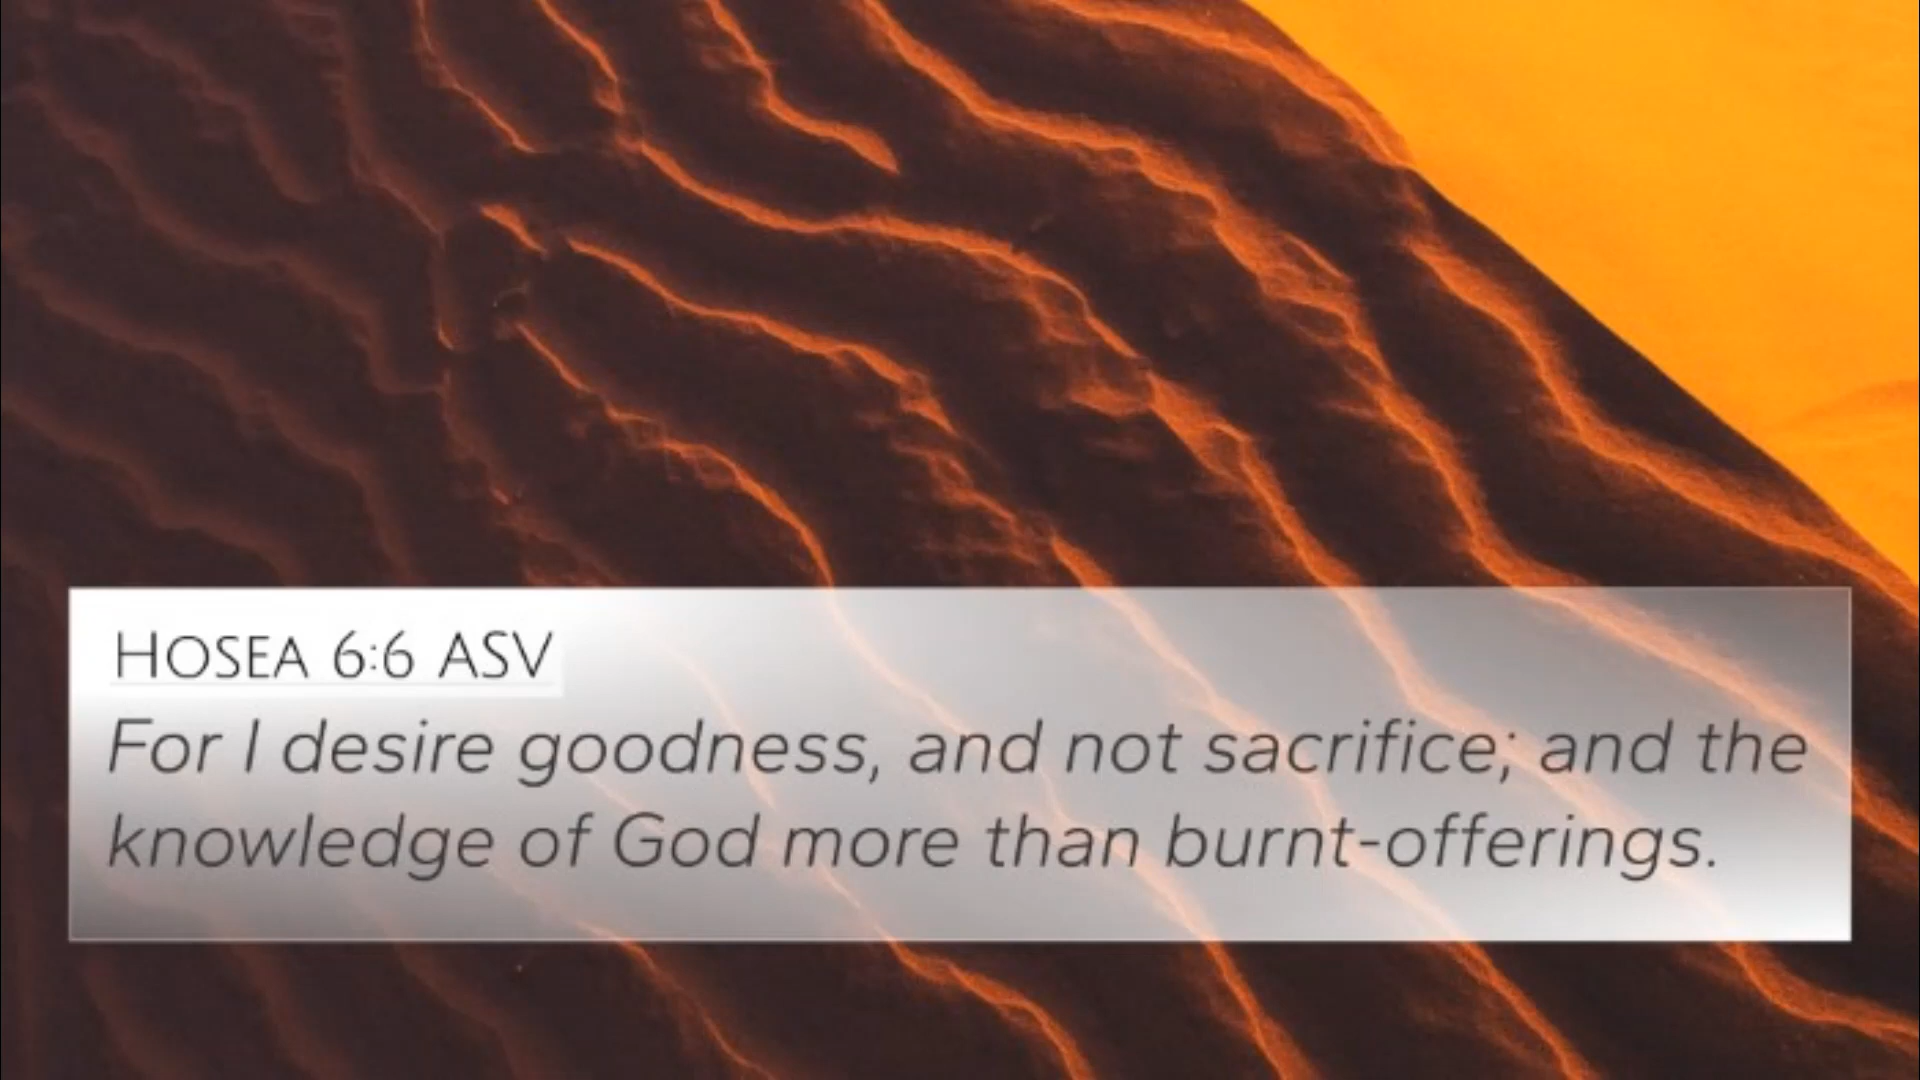 Hosea 6:6 ASV
For I desire goodness, and not sacrifice; and the
knowledge of God more than burnt-offerings.